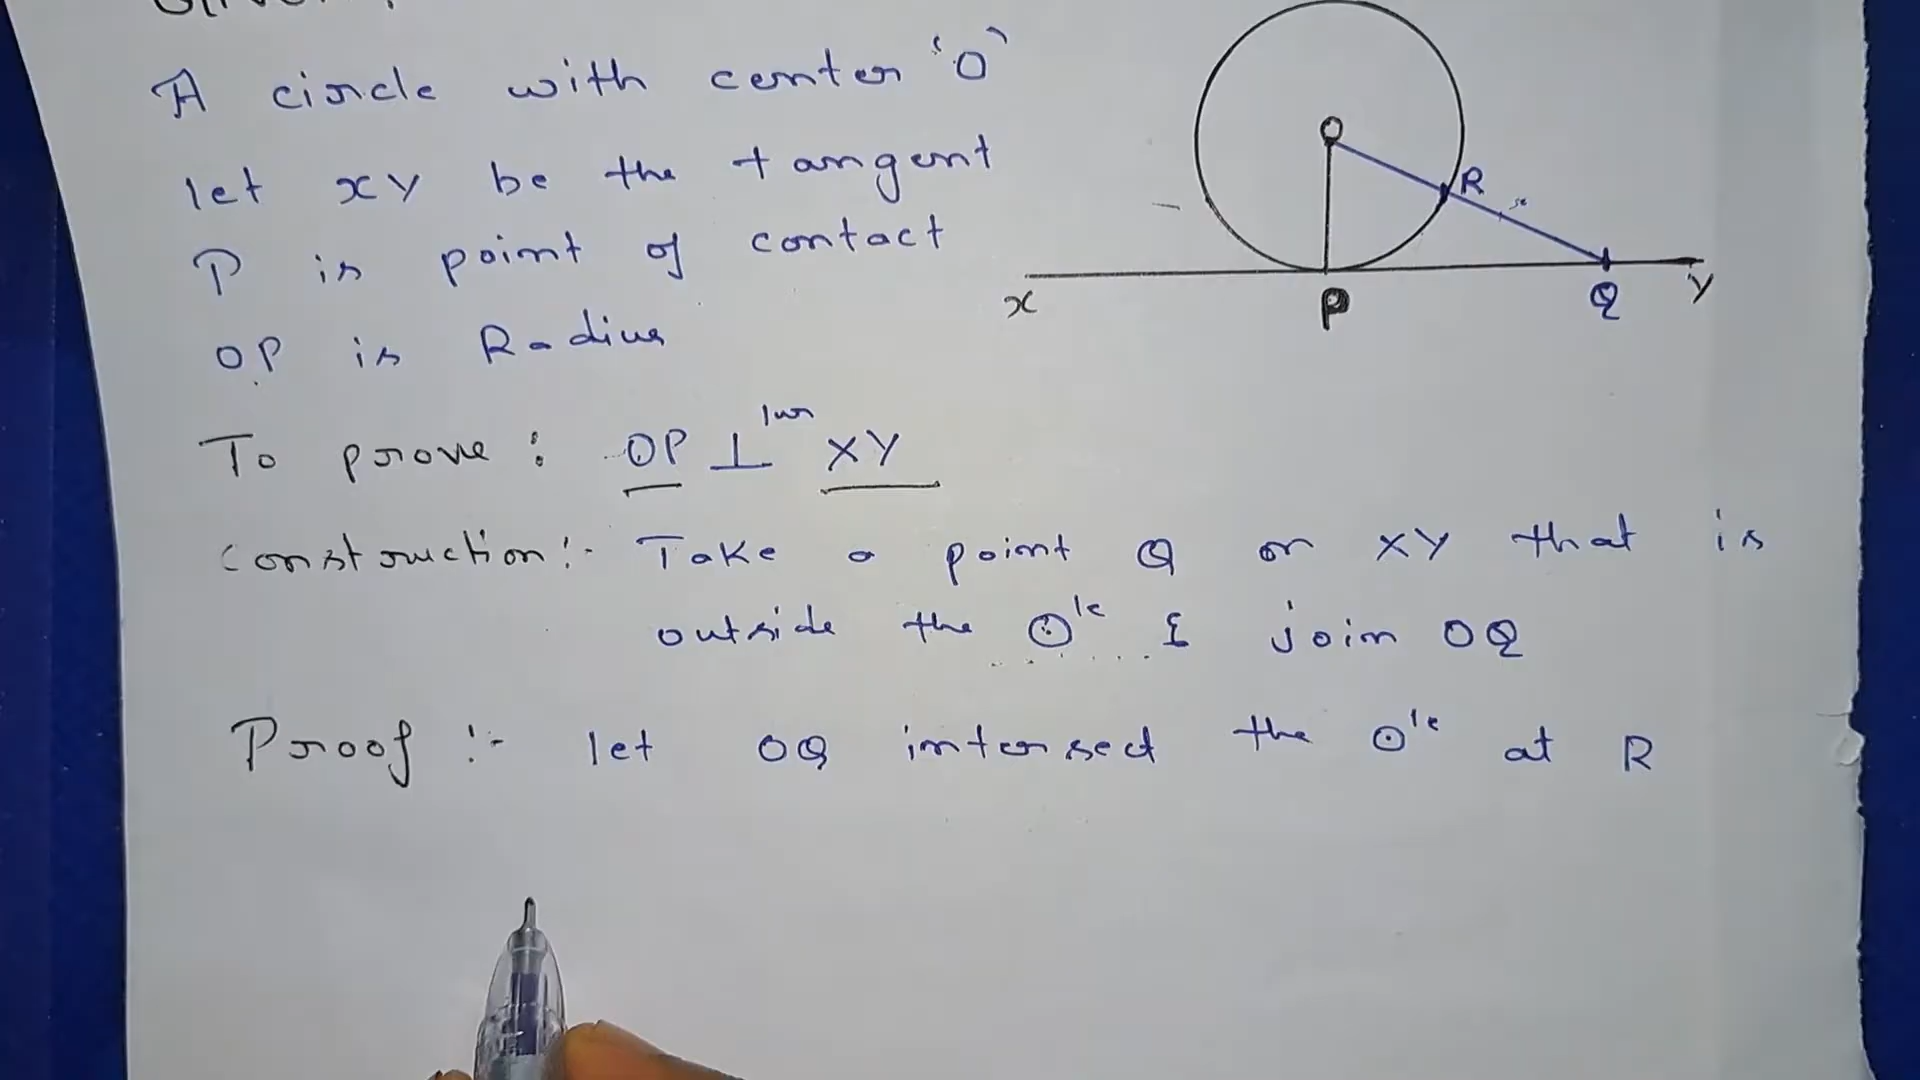 Given :
A circle with center 'O'
let XY be the tangent
P is point of contact
OP is Radius
To prove : OP ⊥lar XY
Construction :- Take a point Q on XY that is
outside the ⊙le & join OQ
Proof :- let OQ intersect the ⊙le at R
O
R
X
P
Q
Y